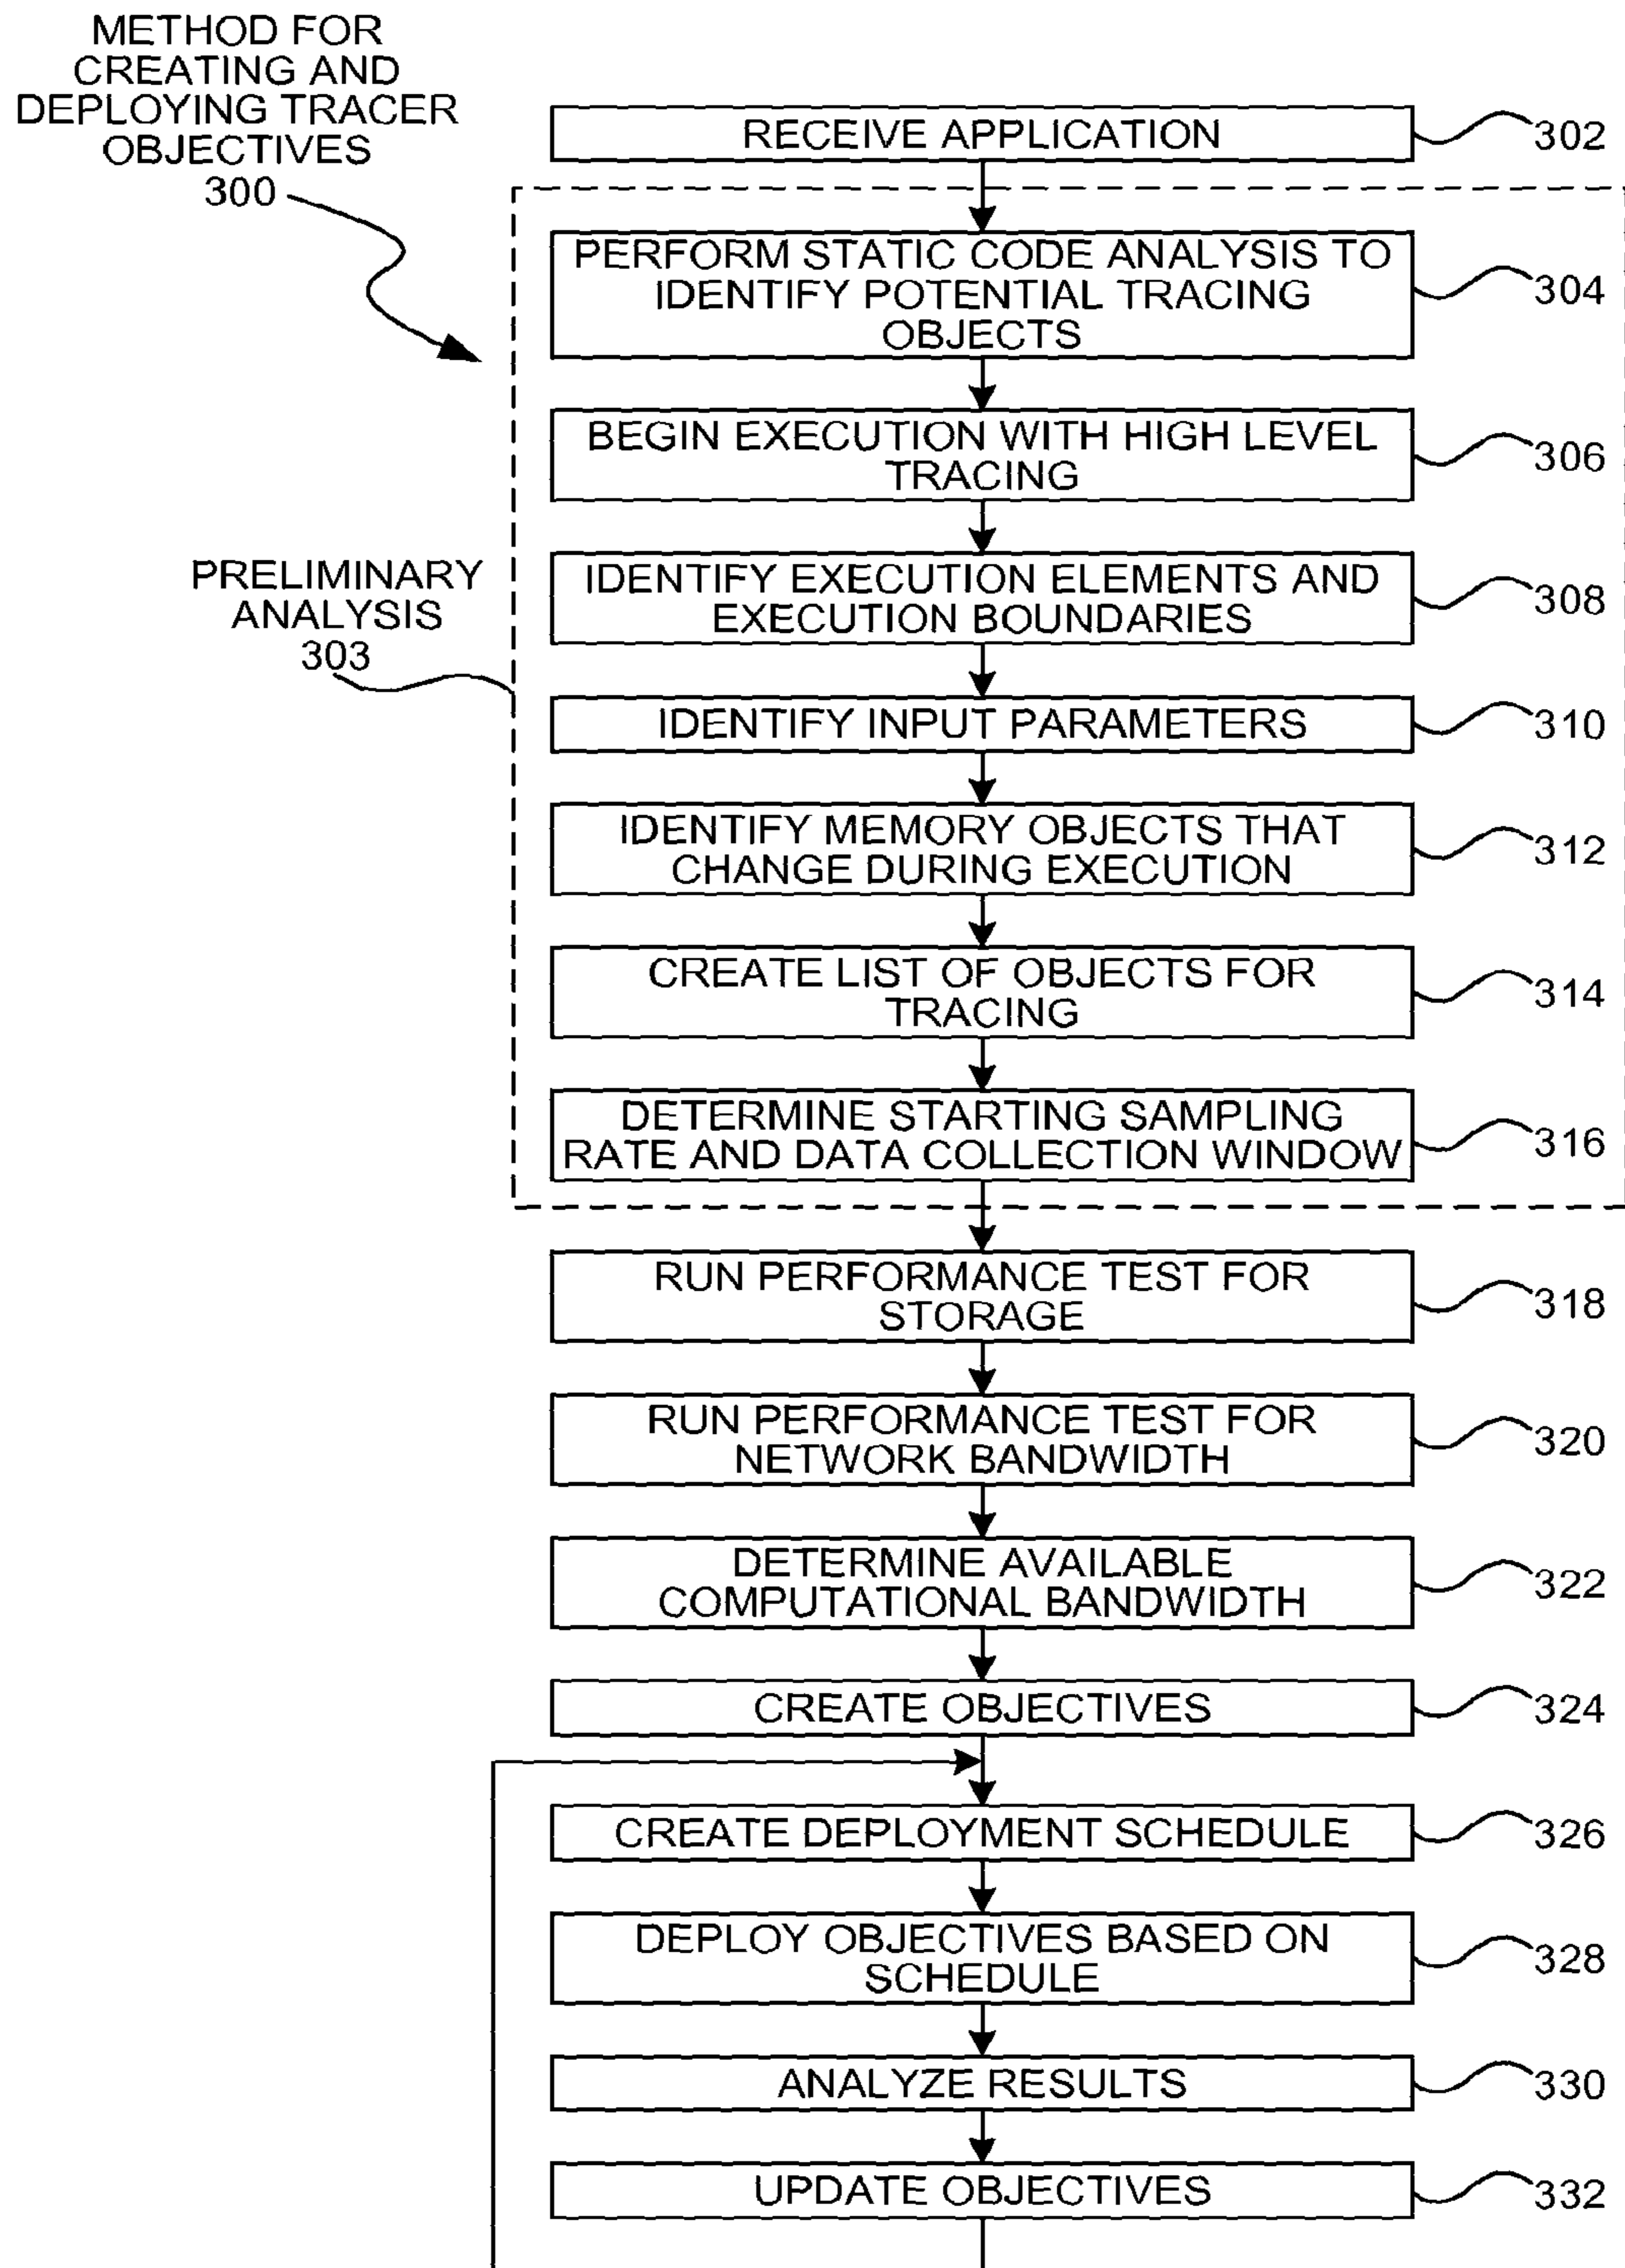 METHOD FOR
CREATING AND
DEPLOYING TRACER
OBJECTIVES
300
RECEIVE APPLICATION
302
PERFORM STATIC CODE ANALYSIS TO
IDENTIFY POTENTIAL TRACING
OBJECTS
304
BEGIN EXECUTION WITH HIGH LEVEL
TRACING
306
PRELIMINARY
ANALYSIS
303
IDENTIFY EXECUTION ELEMENTS AND
EXECUTION BOUNDARIES
308
IDENTIFY INPUT PARAMETERS
310
IDENTIFY MEMORY OBJECTS THAT
CHANGE DURING EXECUTION
312
CREATE LIST OF OBJECTS FOR
TRACING
314
DETERMINE STARTING SAMPLING
RATE AND DATA COLLECTION WINDOW
316
RUN PERFORMANCE TEST FOR
STORAGE
318
RUN PERFORMANCE TEST FOR
NETWORK BANDWIDTH
320
DETERMINE AVAILABLE
COMPUTATIONAL BANDWIDTH
322
CREATE OBJECTIVES
324
CREATE DEPLOYMENT SCHEDULE
326
DEPLOY OBJECTIVES BASED ON
SCHEDULE
328
ANALYZE RESULTS
330
UPDATE OBJECTIVES
332